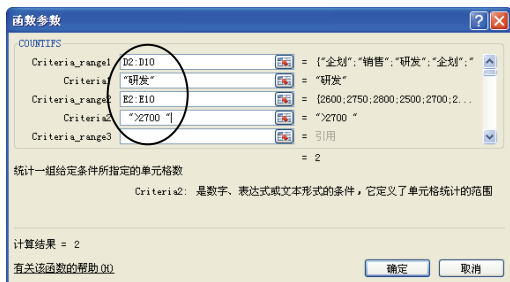 函数参数
COUNTIFS
Criteria_range1 D2:D10 = {"企划";"销售";"研发";"企划";"
Criteria1 "研发" = "研发"
Criteria_range2 E2:E10 = {2600;2750;2800;2500;2700;2...
Criteria2 ">2700 " = ">2700 "
Criteria_range3 = 引用
= 2
统计一组给定条件所指定的单元格数
Criteria2: 是数字、表达式或文本形式的条件，它定义了单元格统计的范围
计算结果 = 2
有关该函数的帮助(H)
确定 取消